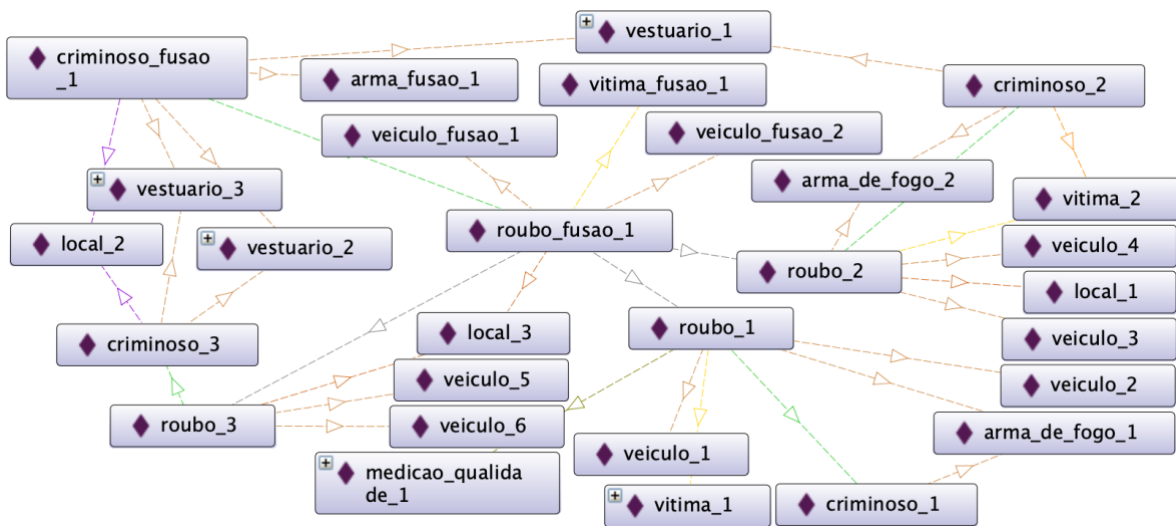 vestuario_1
criminoso_fusao
_1
arma_fusao_1
vitima_fusao_1
criminoso_2
veiculo_fusao_1
veiculo_fusao_2
vestuario_3
arma_de_fogo_2
vitima_2
local_2
vestuario_2
roubo_fusao_1
veiculo_4
roubo_2
local_1
criminoso_3
local_3
roubo_1
veiculo_3
veiculo_5
veiculo_2
roubo_3
veiculo_6
arma_de_fogo_1
medicao_qualida
de_1
veiculo_1
vitima_1
criminoso_1